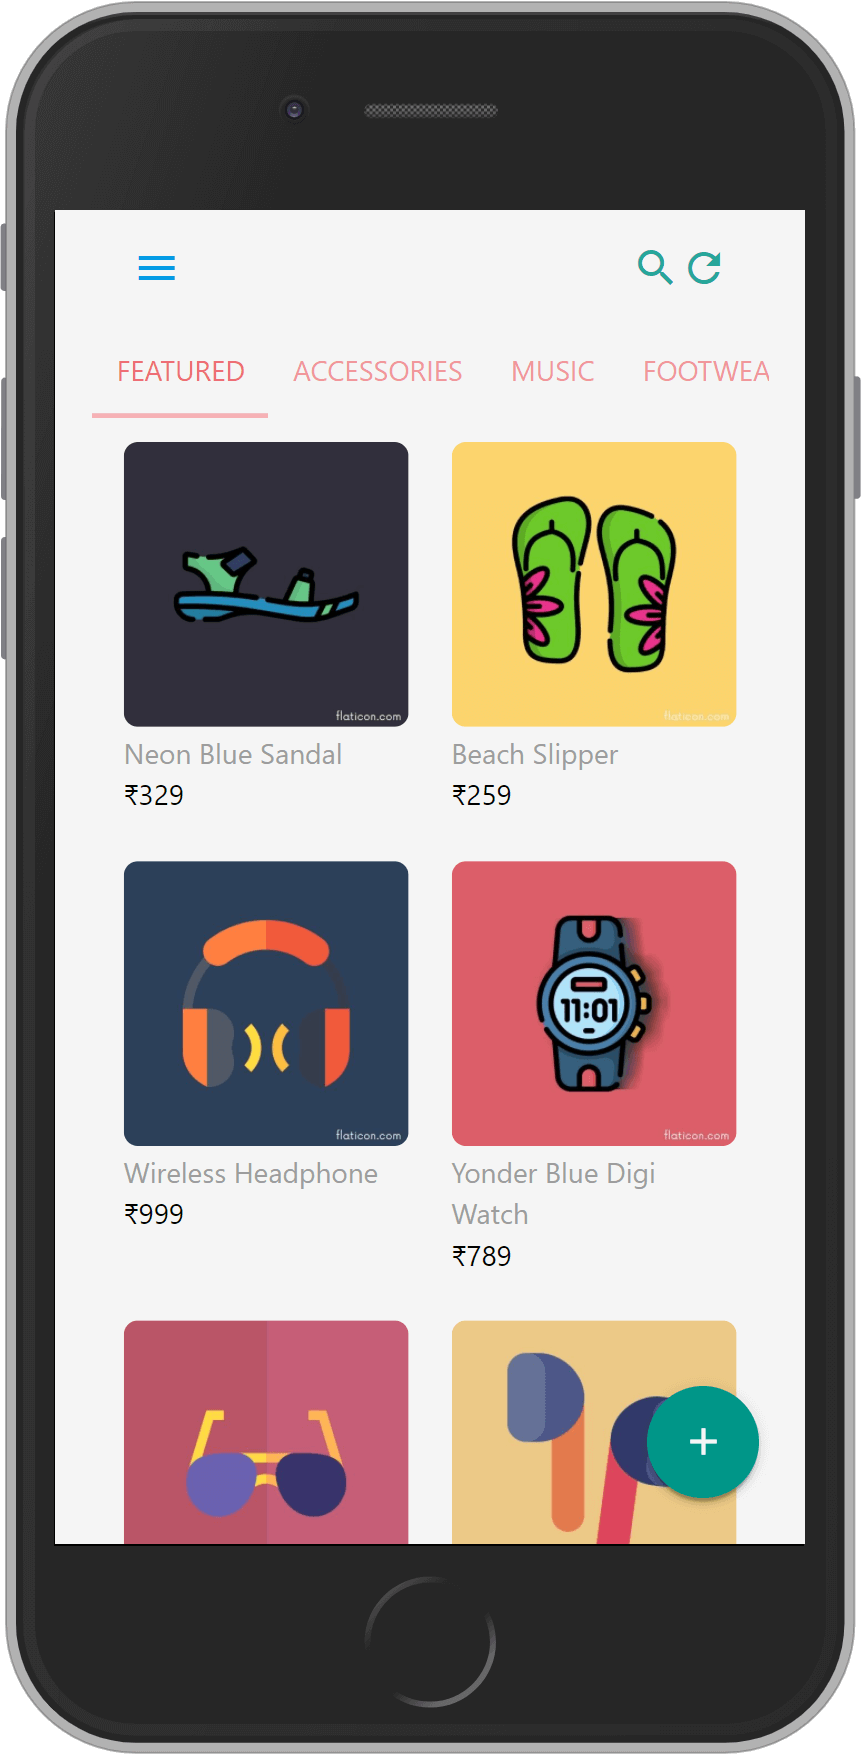 FEATURED ACCESSORIES MUSIC FOOTWEA
flaticon.com flaticon.com
Neon Blue Sandal
₹329
Beach Slipper
₹259
11:01
flaticon.com flaticon.com
Wireless Headphone
₹999
Yonder Blue Digi
Watch
₹789